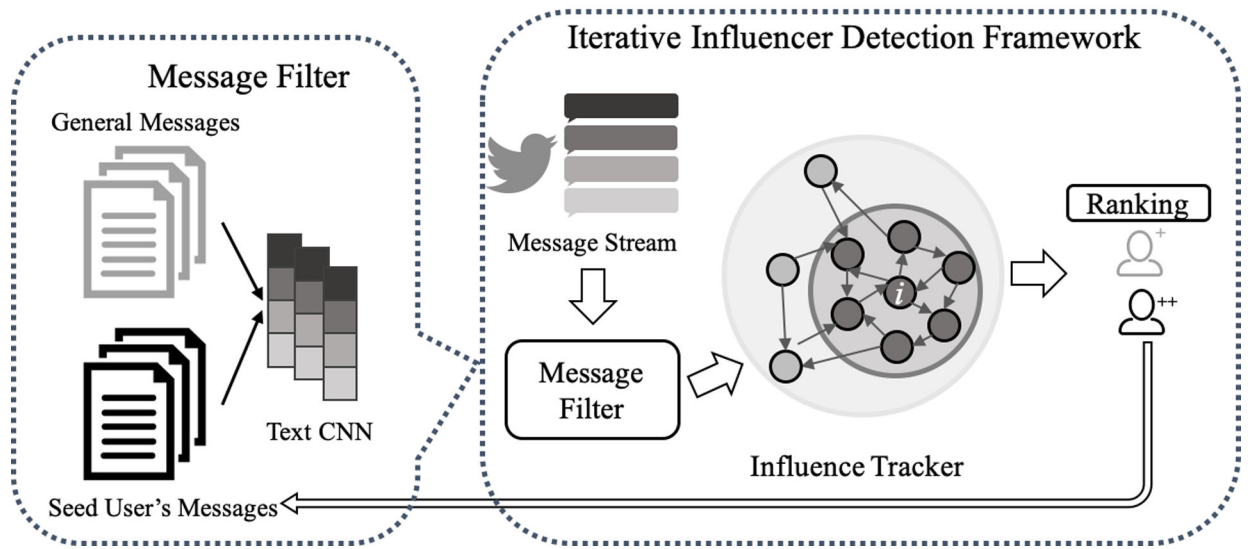 Message Filter
General Messages
Text CNN
Seed User's Messages
Iterative Influencer Detection Framework
Message Stream
Message
Filter
i
Influence Tracker
Ranking
+
++